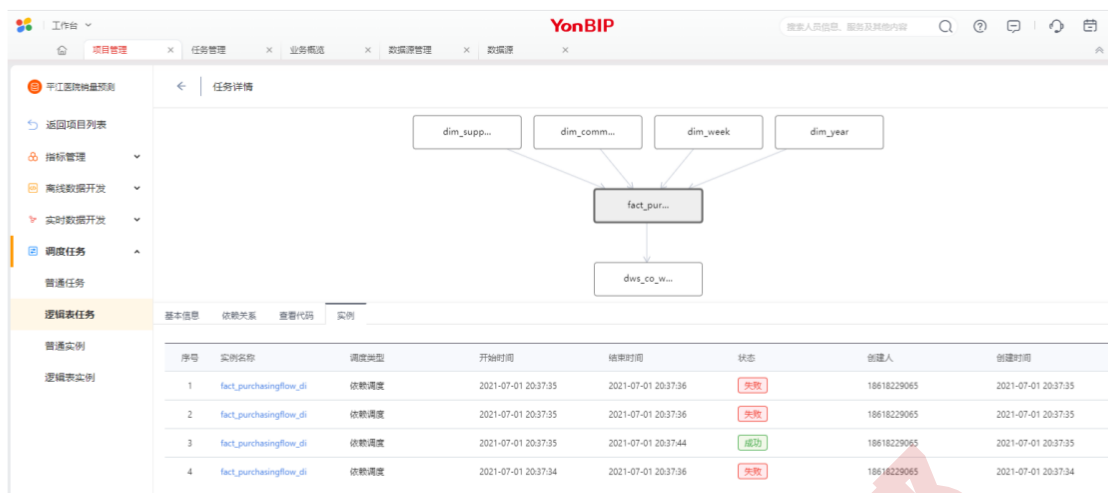 工作台 YonBIP 搜索人员信息、服务及其他内容
项目管理 × 任务管理 × 业务概览 × 数据源管理 × 数据源 ×
平江医院销量预测
任务详情
返回项目列表
指标管理
离线数据开发
实时数据开发
调度任务
普通任务
逻辑表任务
普通实例
逻辑表实例
dim_supp... dim_comm... dim_week dim_year
fact_pur...
dws_co_w...
基本信息 依赖关系 查看代码 实例
序号 实例名称 调度类型 开始时间 结束时间 状态 创建人 创建时间
1 fact_purchasingflow_di 依赖调度 2021-07-01 20:37:35 2021-07-01 20:37:36 失败 18618229065 2021-07-01 20:37:35
2 fact_purchasingflow_di 依赖调度 2021-07-01 20:37:35 2021-07-01 20:37:36 失败 18618229065 2021-07-01 20:37:35
3 fact_purchasingflow_di 依赖调度 2021-07-01 20:37:35 2021-07-01 20:37:44 成功 18618229065 2021-07-01 20:37:35
4 fact_purchasingflow_di 依赖调度 2021-07-01 20:37:34 2021-07-01 20:37:36 失败 18618229065 2021-07-01 20:37:34